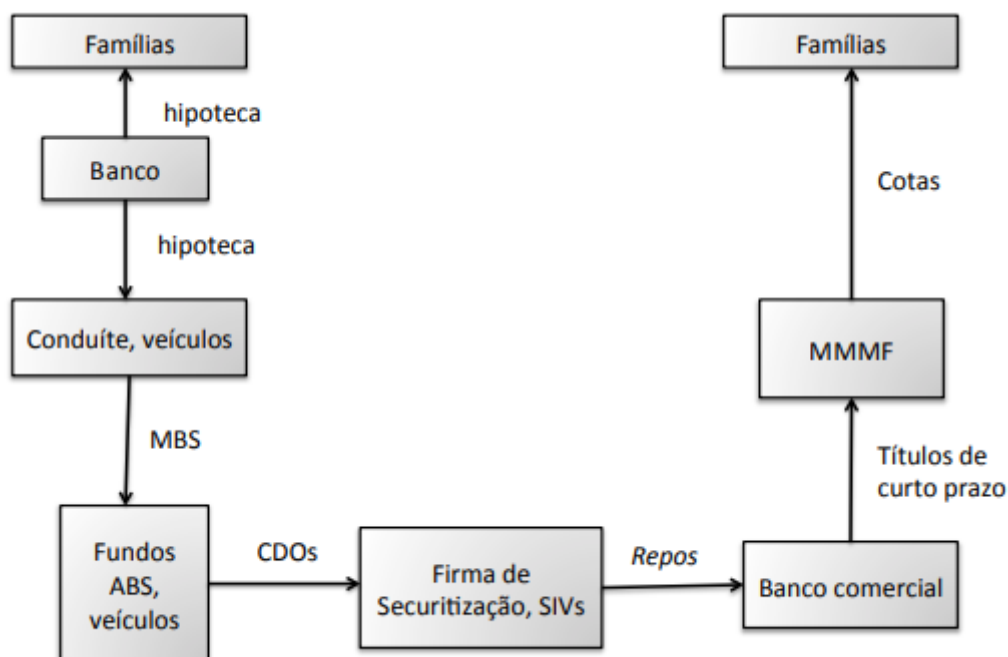 Famílias
hipoteca
Banco
hipoteca
Conduíte, veículos
MBS
Fundos
ABS,
veículos
CDOs
Firma de
Securitização, SIVs
Repos
Banco comercial
Títulos de
curto prazo
MMMF
Cotas
Famílias